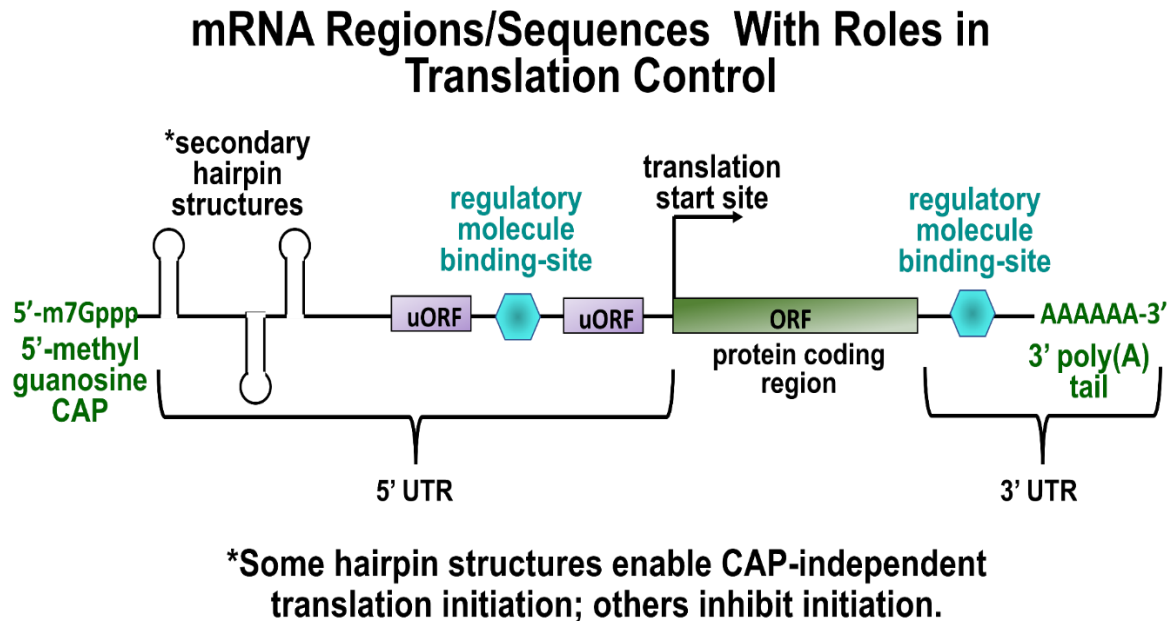 mRNA Regions/Sequences With Roles in
Translation Control
*secondary
hairpin
structures
regulatory
molecule
binding-site
translation
start site
regulatory
molecule
binding-site
5'-m7Gppp
uORF
uORF
ORF
AAAAAA-3'
5'-methyl
guanosine
CAP
protein coding
region
3' poly(A)
tail
5' UTR
3' UTR
*Some hairpin structures enable CAP-independent
translation initiation; others inhibit initiation.